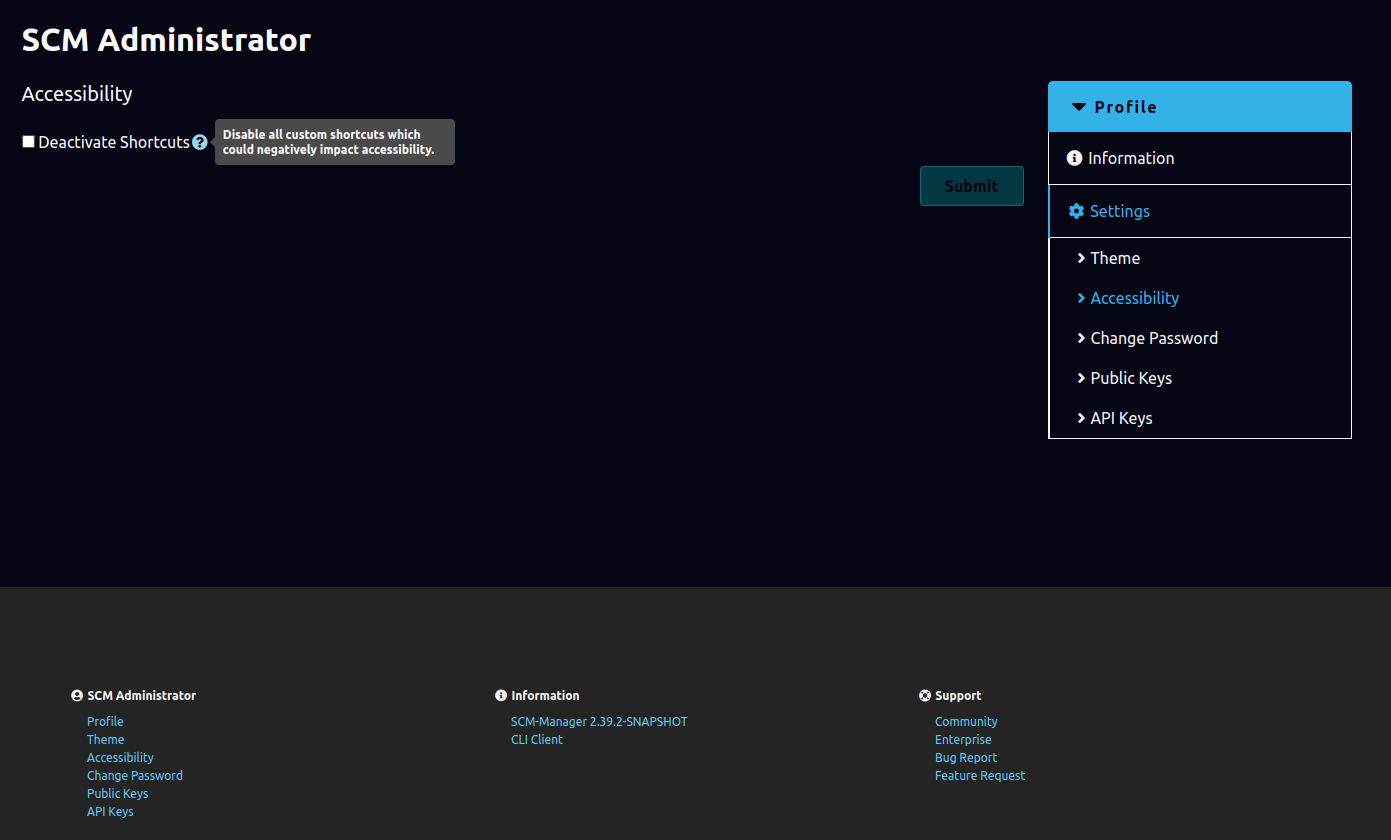 SCM Administrator
Accessibility
Deactivate Shortcuts
Disable all custom shortcuts which
could negatively impact accessibility.
Submit
Profile
Information
Settings
Theme
Accessibility
Change Password
Public Keys
API Keys
SCM Administrator
Profile
Theme
Accessibility
Change Password
Public Keys
API Keys
Information
SCM-Manager 2.39.2-SNAPSHOT
CLI Client
Support
Community
Enterprise
Bug Report
Feature Request